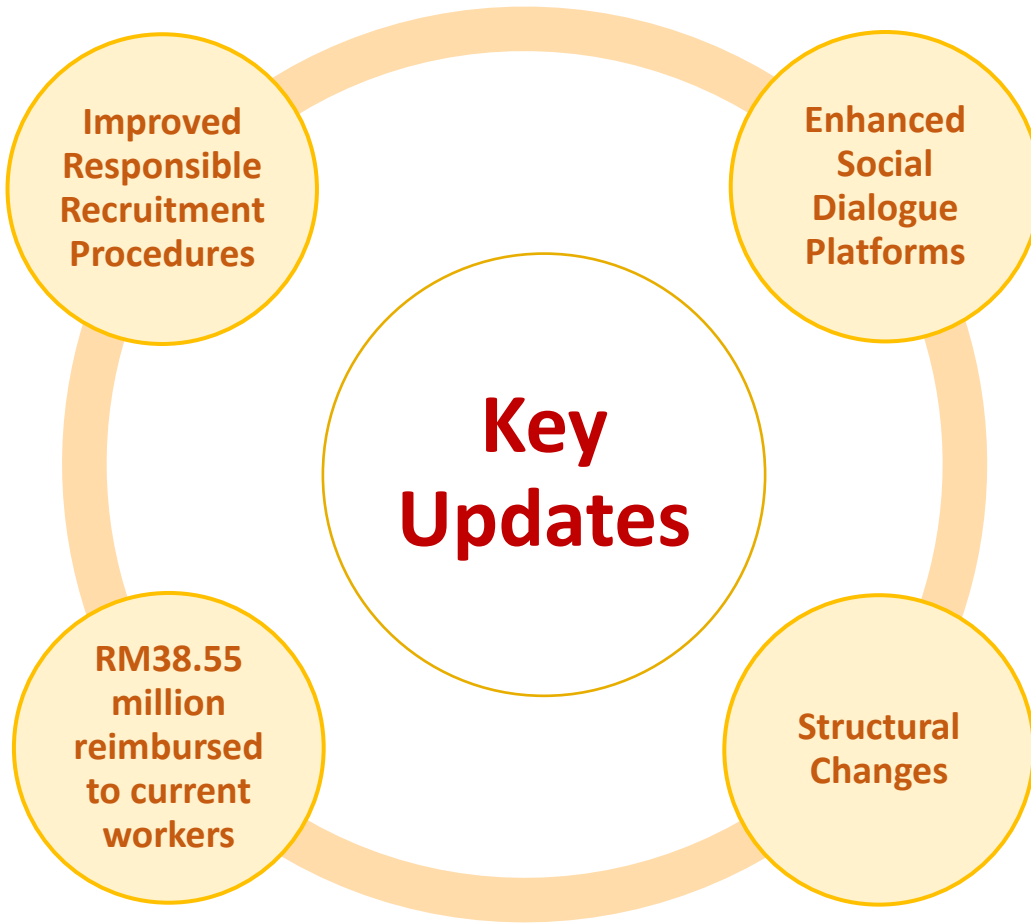 Improved
Responsible
Recruitment
Procedures
Enhanced
Social
Dialogue
Platforms
Key
Updates
RM38.55
million
reimbursed
to current
workers
Structural
Changes